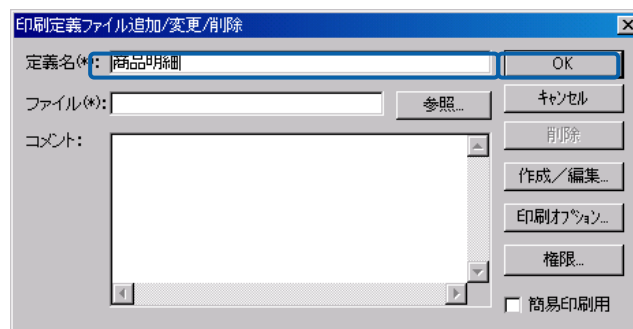 印刷定義ファイル追加/変更/削除
定義名(*): 商品明細
OK
ファイル(*):
参照...
キャンセル
コメント:
削除
作成／編集...
印刷オプション...
権限...
簡易印刷用